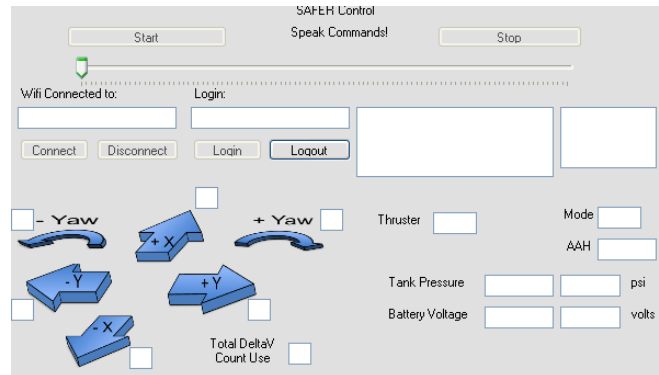 SAFER Control
Start
Speak Commands!
Stop
Wifi Connected to:
Login:
Connect
Disconnect
Login
Logout
- Yaw
+ X
+ Yaw
Thruster
Mode
AAH
- Y
+ Y
Tank Pressure
psi
Battery Voltage
volts
- X
Total DeltaV
Count Use